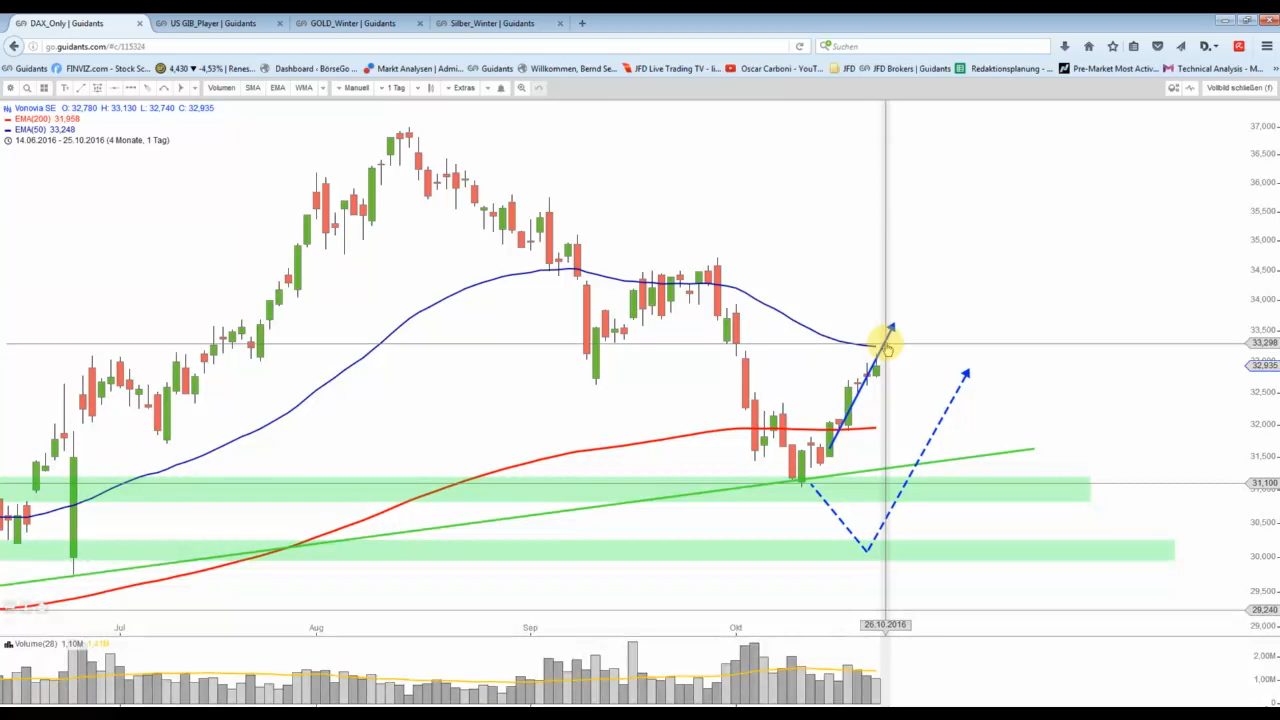 DAX_Only | Guidants
US GIB_Player | Guidants
GOLD_Winter | Guidants
Silber_Winter | Guidants
go.guidants.com/#c/115324
Suchen
Guidants
FINVIZ.com - Stock Sc...
4,430 ▼ -4,53% | Renes...
Dashboard - BörseGo ...
Markt Analysen | Admi...
Guidants
Willkommen, Bernd Se...
JFD Live Trading TV - li...
Oscar Carboni - YouT...
JFD
JFD Brokers | Guidants
Redaktionsplanung - ...
Pre-Market Most Activ...
Technical Analysis - M...
Volumen
SMA
EMA
WMA
Manuell
1 Tag
Extras
Vollbild schließen (f)
Vonovia SE O: 32,780 H: 33,130 L: 32,740 C: 32,935
EMA(200) 31,958
EMA(50) 33,248
14.06.2016 - 25.10.2016 (4 Monate, 1 Tag)
37,000
36,500
36,000
35,500
35,000
34,500
34,000
33,500
33,298
32,935
32,500
32,000
31,500
31,100
30,500
30,000
29,500
29,240
29,000
Jul
Aug
Sep
Okt
26.10.2016
Volume(28) 1,10M 1,41M
2,00M
1,00M
0